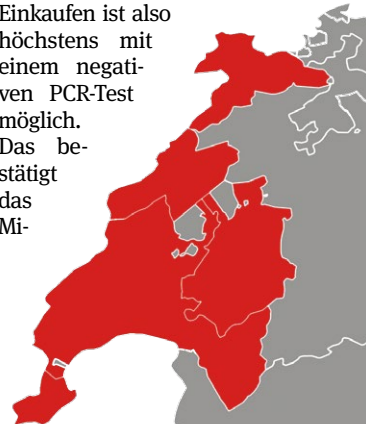 Einkaufen ist also
höchstens mit
einem negati-
ven PCR-Test
möglich.
Das be-
stätigt
das
Mi-